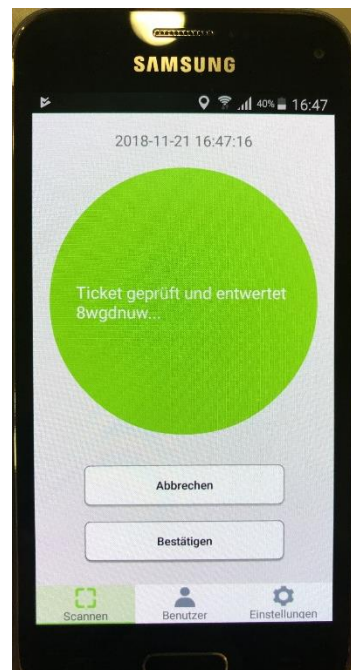 SAMSUNG
40% 16:47
2018-11-21 16:47:16
Ticket geprüft und entwertet
8wgdnuw...
Abbrechen
Bestätigen
Scannen Benutzer Einstellungen